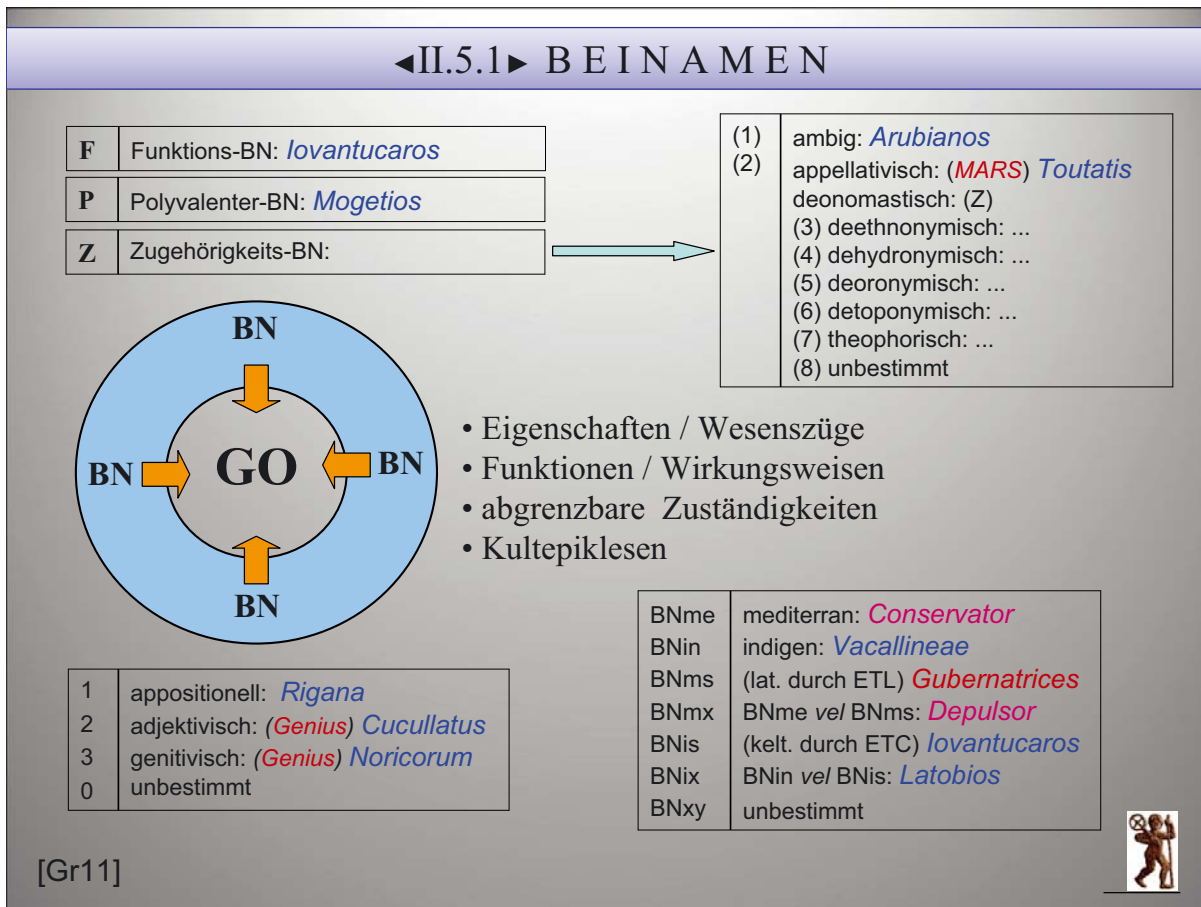 ◄II.5.1► B E I N A M E N
F Funktions-BN: Iovantucaros
P Polyvalenter-BN: Mogetios
Z Zugehörigkeits-BN:
(1) ambig: Arubianos
(2) appellativisch: (MARS) Toutatis
deonomastisch: (Z)
(3) deethnonymisch: ...
(4) dehydronymisch: ...
(5) deoronymisch: ...
(6) detoponymisch: ...
(7) theophorisch: ...
(8) unbestimmt
BN
BN GO BN
BN
• Eigenschaften / Wesenszüge
• Funktionen / Wirkungsweisen
• abgrenzbare Zuständigkeiten
• Kultepiklesen
1 appositionell: Rigana
2 adjektivisch: (Genius) Cucullatus
3 genitivisch: (Genius) Noricorum
0 unbestimmt
BNme mediterran: Conservator
BNin indigen: Vacallineae
BNms (lat. durch ETL) Gubernatrices
BNmx BNme vel BNms: Depulsor
BNis (kelt. durch ETC) Iovantucaros
BNix BNin vel BNis: Latobios
BNxy unbestimmt
[Gr11]